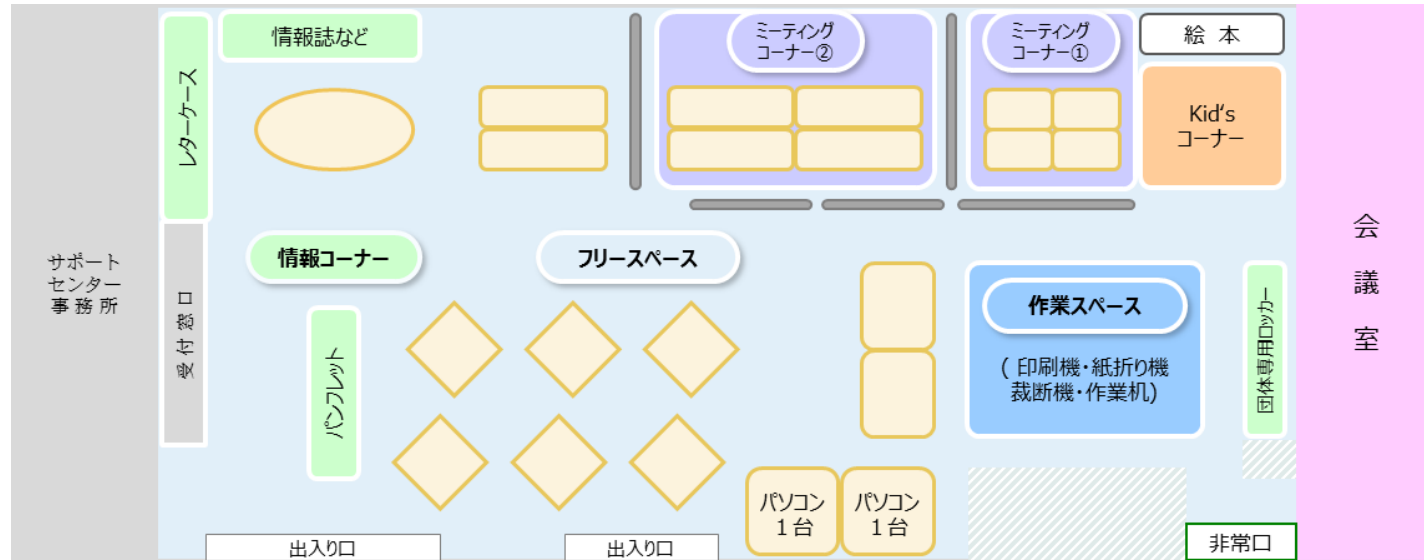 情報誌など
ミーティング
コーナー②
ミーティング
コーナー①
絵 本
レターケース
Kid's
コーナー
サポート
センター
事務所
受付窓口
情報コーナー
フリースペース
会議室
パンフレット
作業スペース
(印刷機・紙折り機
裁断機・作業机)
団体専用ロッカー
パソコン
1台
パソコン
1台
出入り口
出入り口
非常口